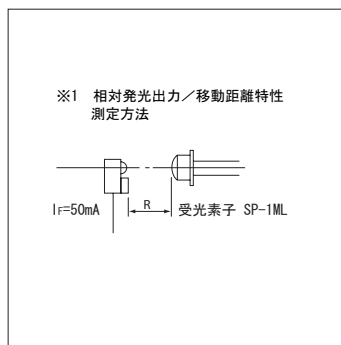 ※1 相対発光出力/移動距離特性
測定方法
IF=50mA
R
受光素子 SP-1ML